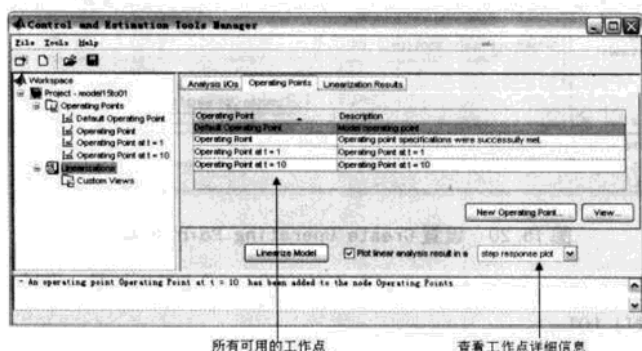 Control and Estimation Tools Manager
File Tools Help
Workspace
Project - model15to01
Operating Points
Default Operating Point
Operating Point
Operating Point at t = 1
Operating Point at t = 10
Linearizations
Custom Views
Analysis I/Os Operating Points Linearization Results
Operating Point Description
Default Operating Point Model operating point
Operating Point Operating point specifications were successfully met.
Operating Point at t = 1 Operating Point at t = 1
Operating Point at t = 10 Operating Point at t = 10
New Operating Point... View...
Linearize Model Plot linear analysis result in a step response plot
- An operating point Operating Point at t = 10 has been added to the node Operating Points
所有可用的工作点 查看工作点详细信息